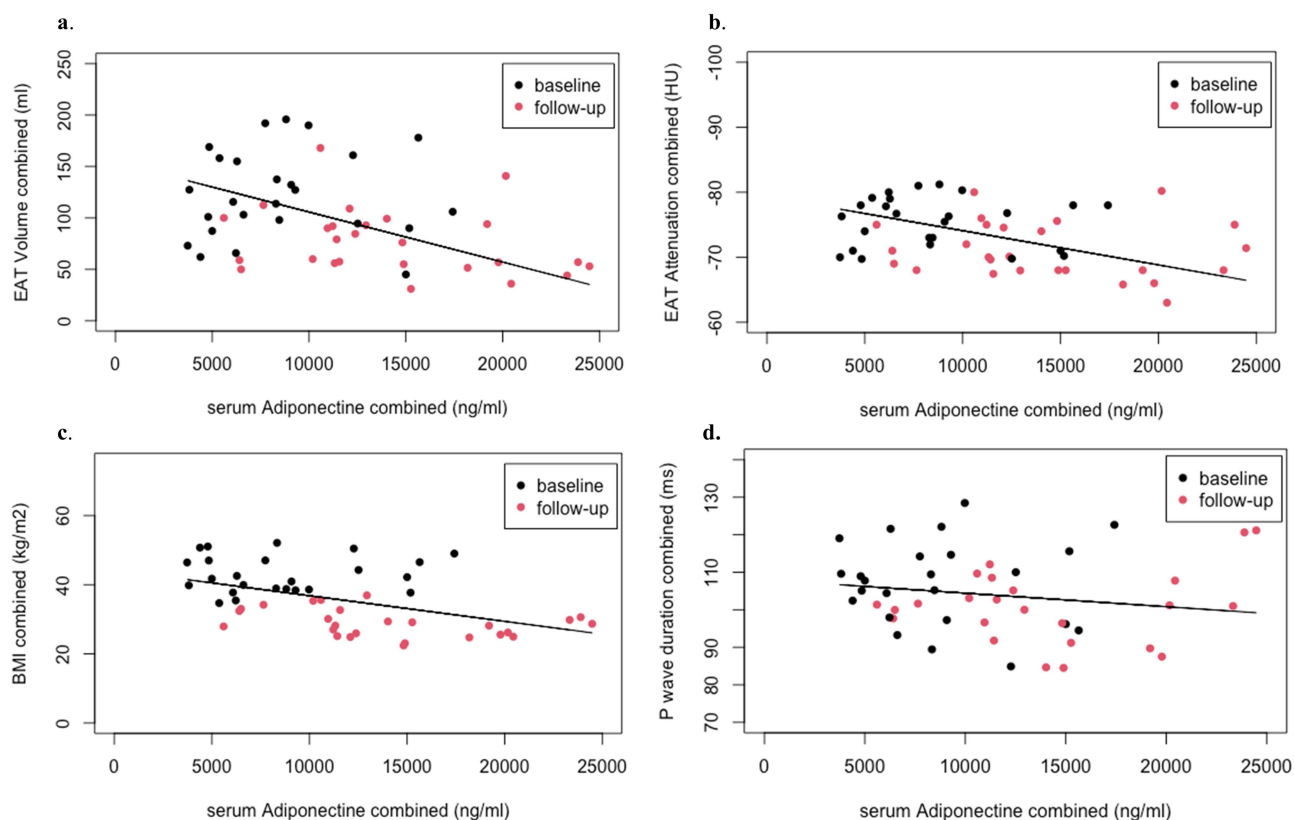 a.
EAT Volume combined (ml)
250
200
150
100
50
0
baseline
follow-up
0 5000 10000 15000 20000 25000
serum Adiponectine combined (ng/ml)
b.
EAT Attenuation combined (HU)
-100
-90
-80
-70
-60
baseline
follow-up
0 5000 10000 15000 20000 25000
serum Adiponectine combined (ng/ml)
c.
BMI combined (kg/m2)
60
40
20
0
baseline
follow-up
0 5000 10000 15000 20000 25000
serum Adiponectine combined (ng/ml)
d.
P wave duration combined (ms)
130
110
90
80
70
baseline
follow-up
0 5000 10000 15000 20000 25000
serum Adiponectine combined (ng/ml)